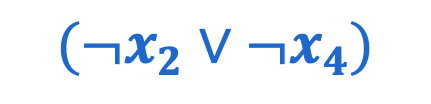 (¬x₂ ∨ ¬x₄)